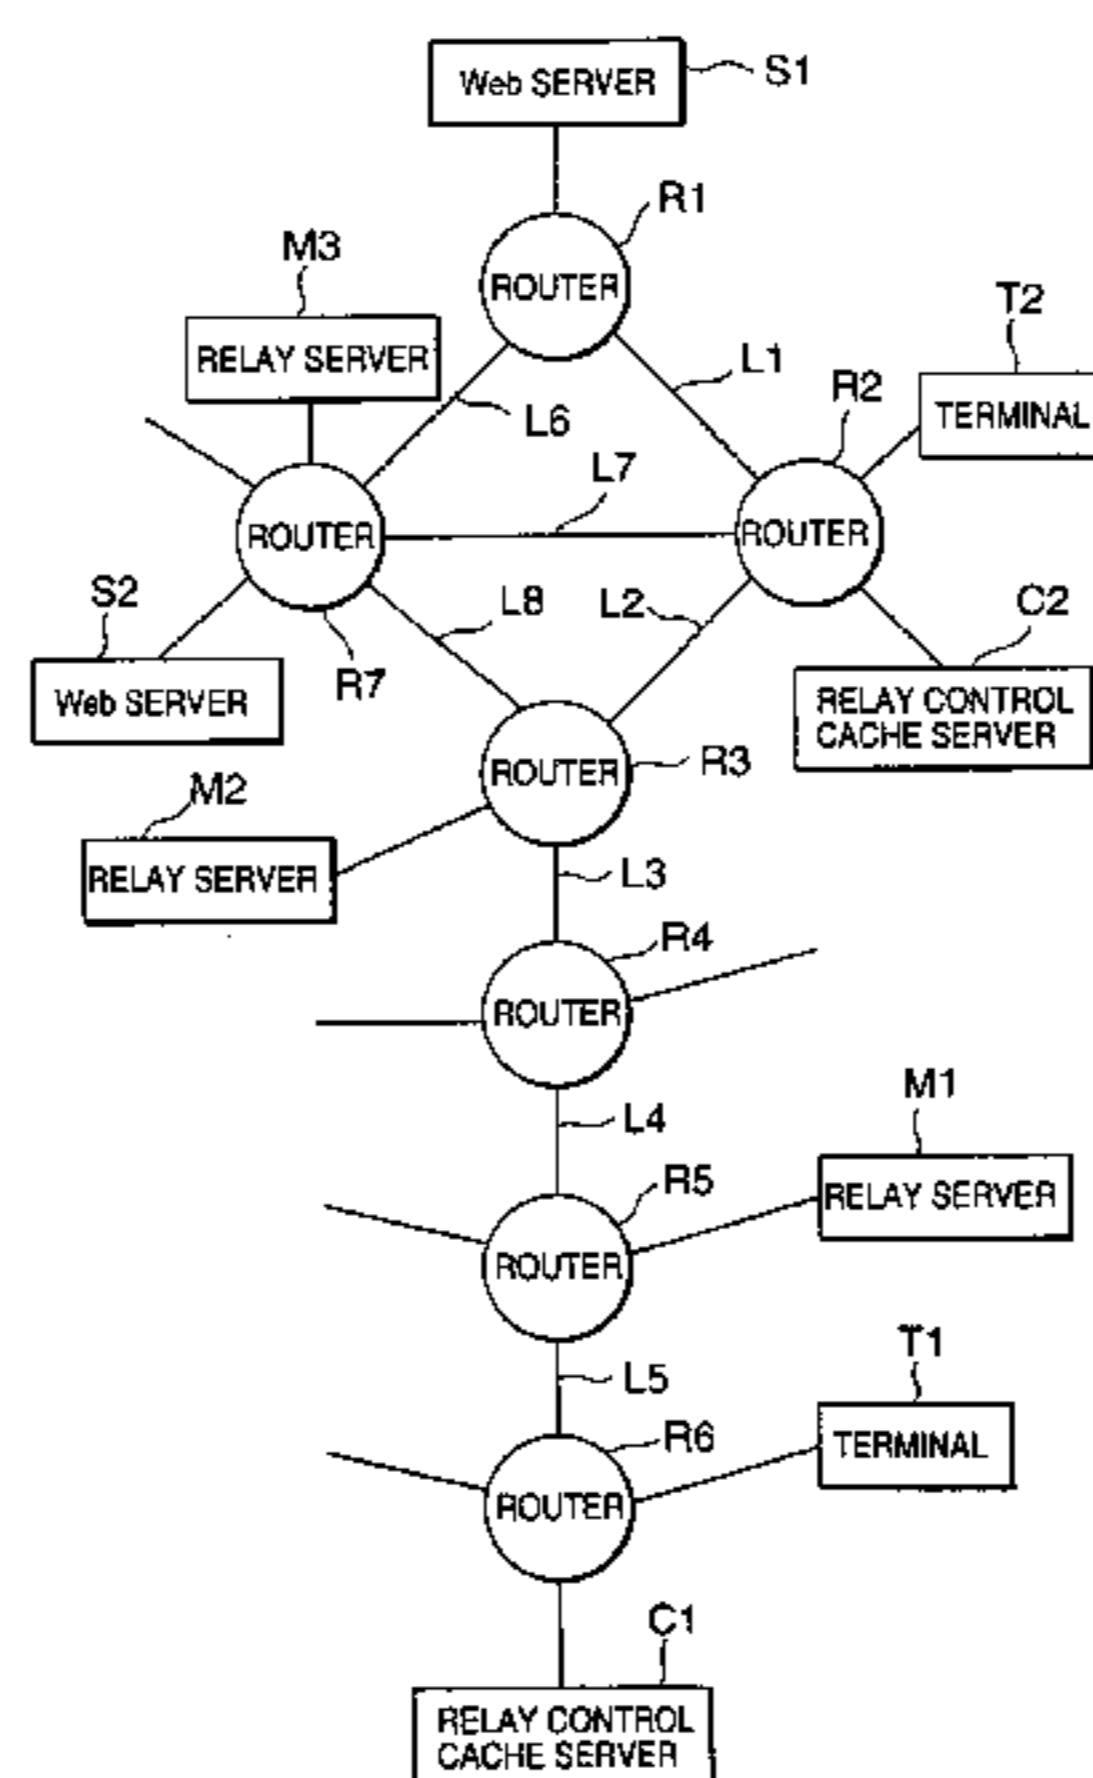 Web SERVER
S1
R1
ROUTER
M3
RELAY SERVER
T2
TERMINAL
L1
R2
L6
L7
ROUTER
ROUTER
S2
Web SERVER
L8
L2
C2
R7
RELAY CONTROL
CACHE SERVER
ROUTER
R3
M2
RELAY SERVER
L3
R4
ROUTER
L4
M1
RELAY SERVER
R5
ROUTER
L5
T1
TERMINAL
R6
ROUTER
C1
RELAY CONTROL
CACHE SERVER